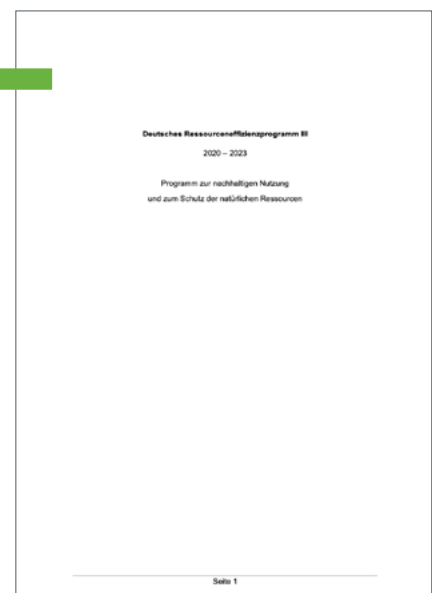 Deutsches Ressourceneffizienzprogramm III
2020 – 2023
Programm zur nachhaltigen Nutzung
und zum Schutz der natürlichen Ressourcen
Seite 1